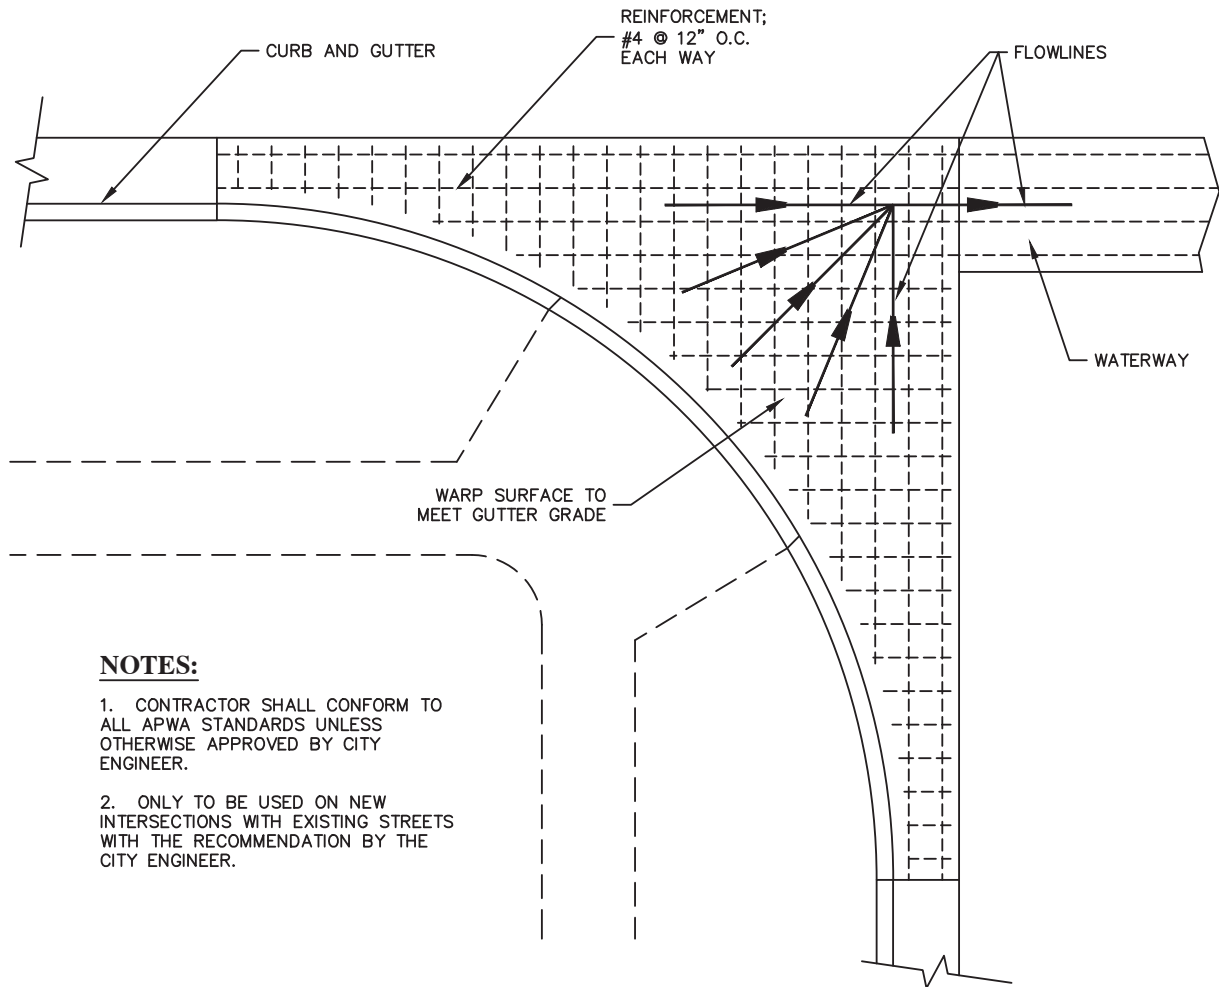 REINFORCEMENT;
#4 @ 12" O.C.
EACH WAY
CURB AND GUTTER
FLOWLINES
WATERWAY
WARP SURFACE TO
MEET GUTTER GRADE
NOTES:
1. CONTRACTOR SHALL CONFORM TO
ALL APWA STANDARDS UNLESS
OTHERWISE APPROVED BY CITY
ENGINEER.
2. ONLY TO BE USED ON NEW
INTERSECTIONS WITH EXISTING STREETS
WITH THE RECOMMENDATION BY THE
CITY ENGINEER.